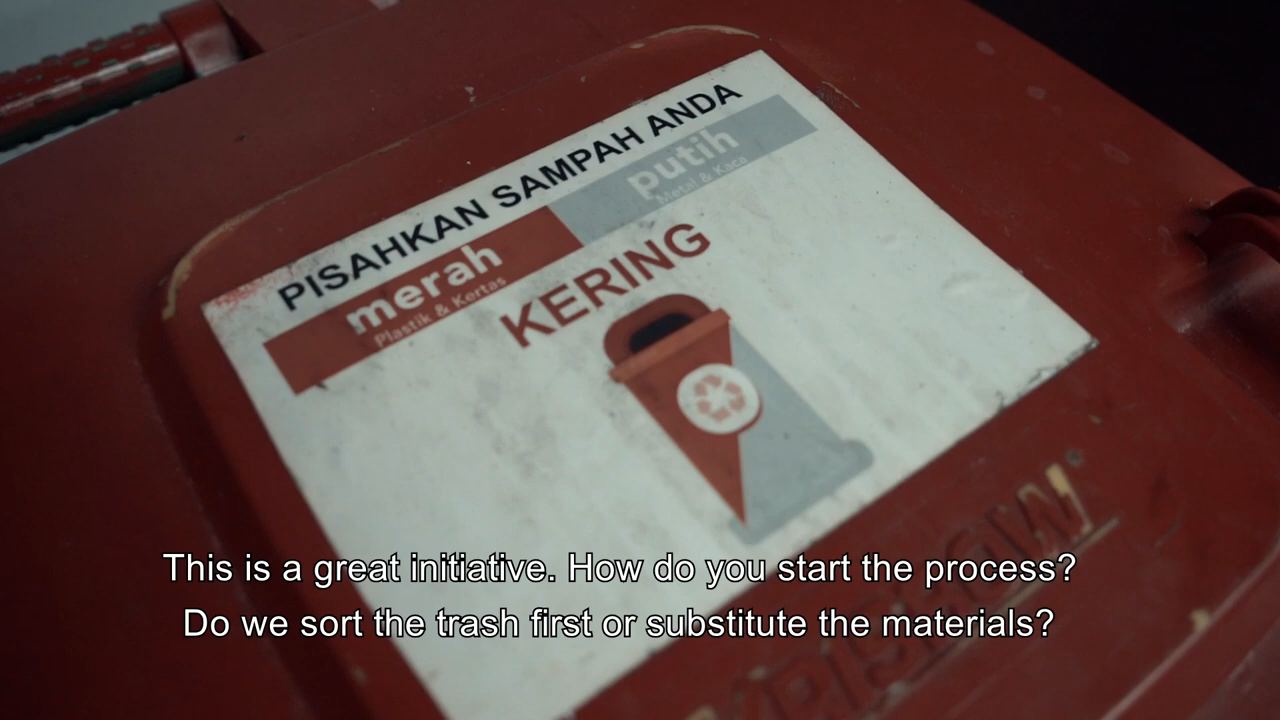 PISAHKAN SAMPAH ANDA
merah
Plastik & Kertas
putih
Metal & Kaca
KERING
KRISBOW
This is a great initiative. How do you start the process?
Do we sort the trash first or substitute the materials?